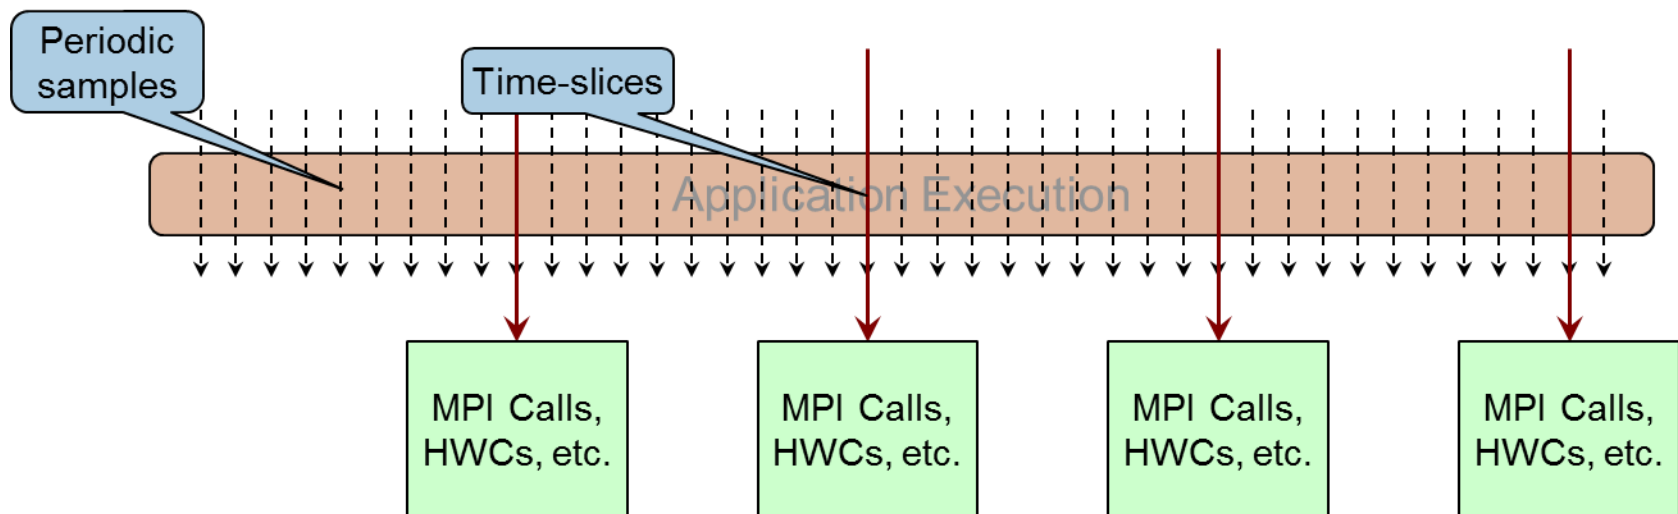 Periodic
samples
Time-slices
Application Execution
MPI Calls,
HWCs, etc.
MPI Calls,
HWCs, etc.
MPI Calls,
HWCs, etc.
MPI Calls,
HWCs, etc.